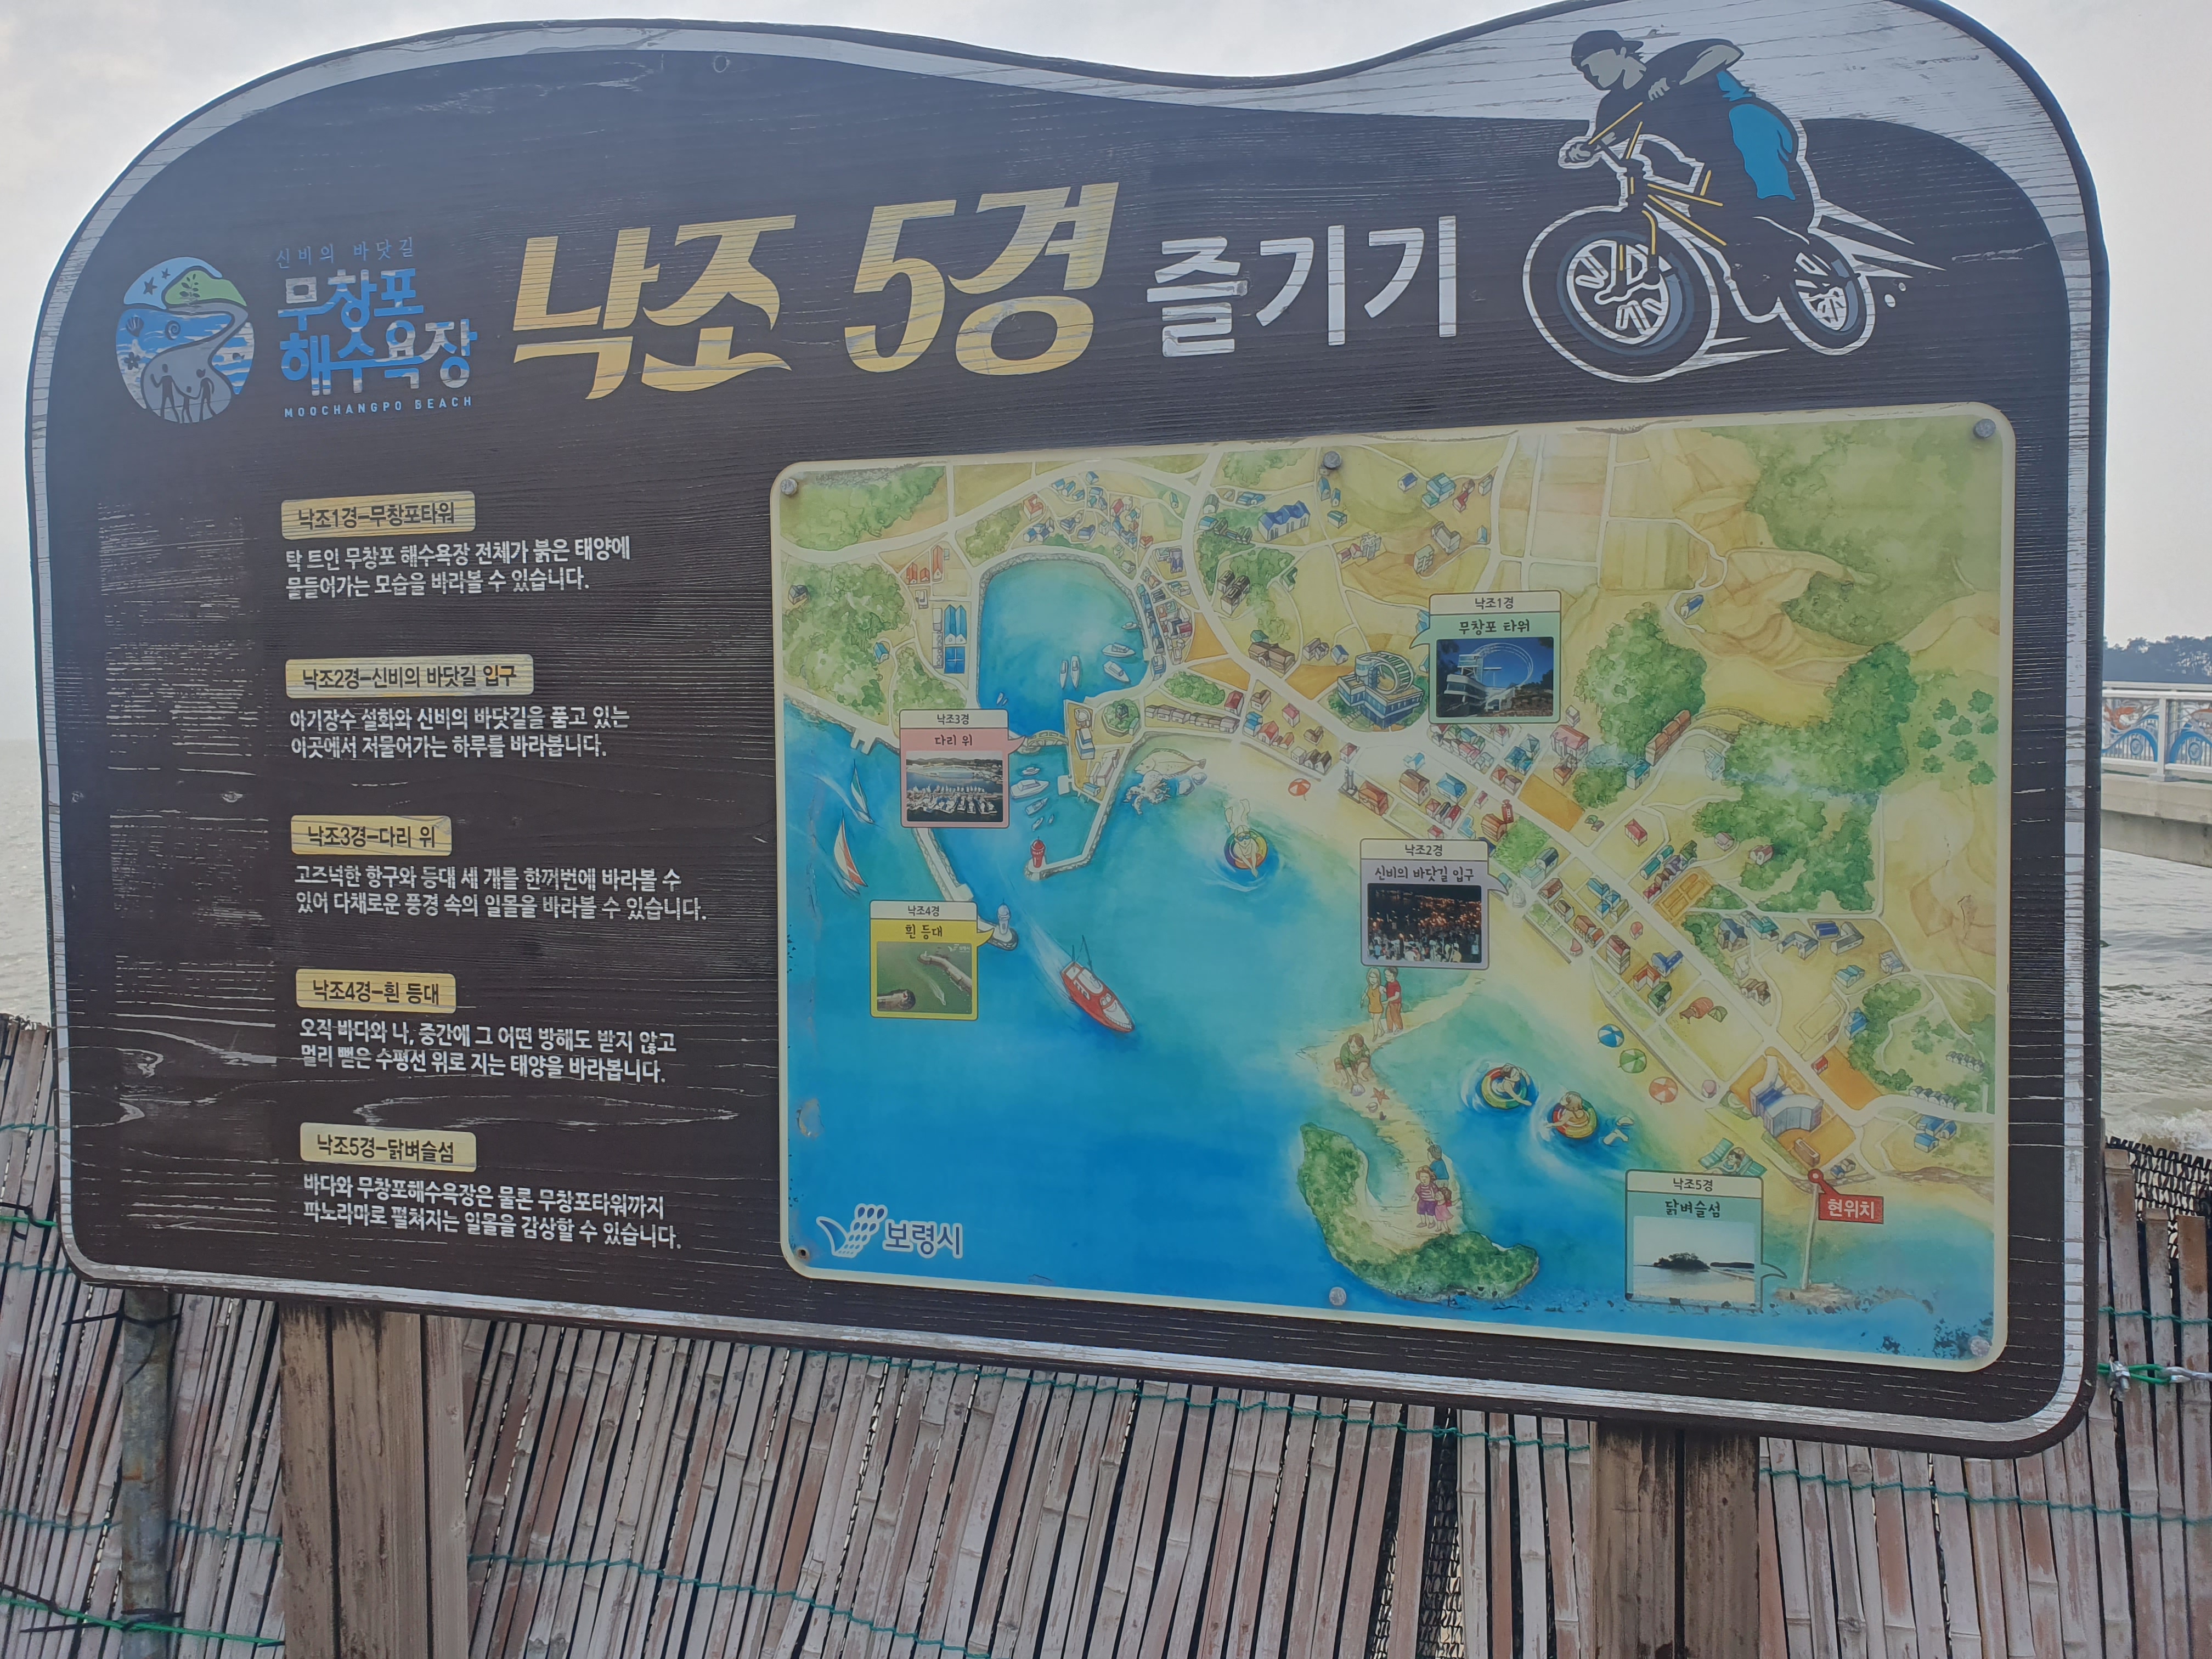 신비의 바닷길
무창포
해수욕장
MOOCHANGPO BEACH
낙조 5경 즐기기
낙조1경-무창포타워
탁 트인 무창포 해수욕장 전체가 붉은 태양에
물들어가는 모습을 바라볼 수 있습니다.
낙조2경-신비의 바닷길 입구
아기장수 설화와 신비의 바닷길을 품고 있는
이곳에서 저물어가는 하루를 바라봅니다.
낙조3경-다리 위
고즈넉한 항구와 등대 세 개를 한꺼번에 바라볼 수
있어 다채로운 풍경 속의 일몰을 바라볼 수 있습니다.
낙조4경-흰 등대
오직 바다와 나, 중간에 그 어떤 방해도 받지 않고
멀리 뻗은 수평선 위로 지는 태양을 바라봅니다.
낙조5경-닭벼슬섬
바다와 무창포해수욕장은 물론 무창포타워까지
파노라마로 펼쳐지는 일몰을 감상할 수 있습니다.
낙조1경
무창포 타워
낙조3경
다리 위
낙조2경
신비의 바닷길 입구
낙조4경
흰 등대
낙조5경
닭벼슬섬
현위치
보령시